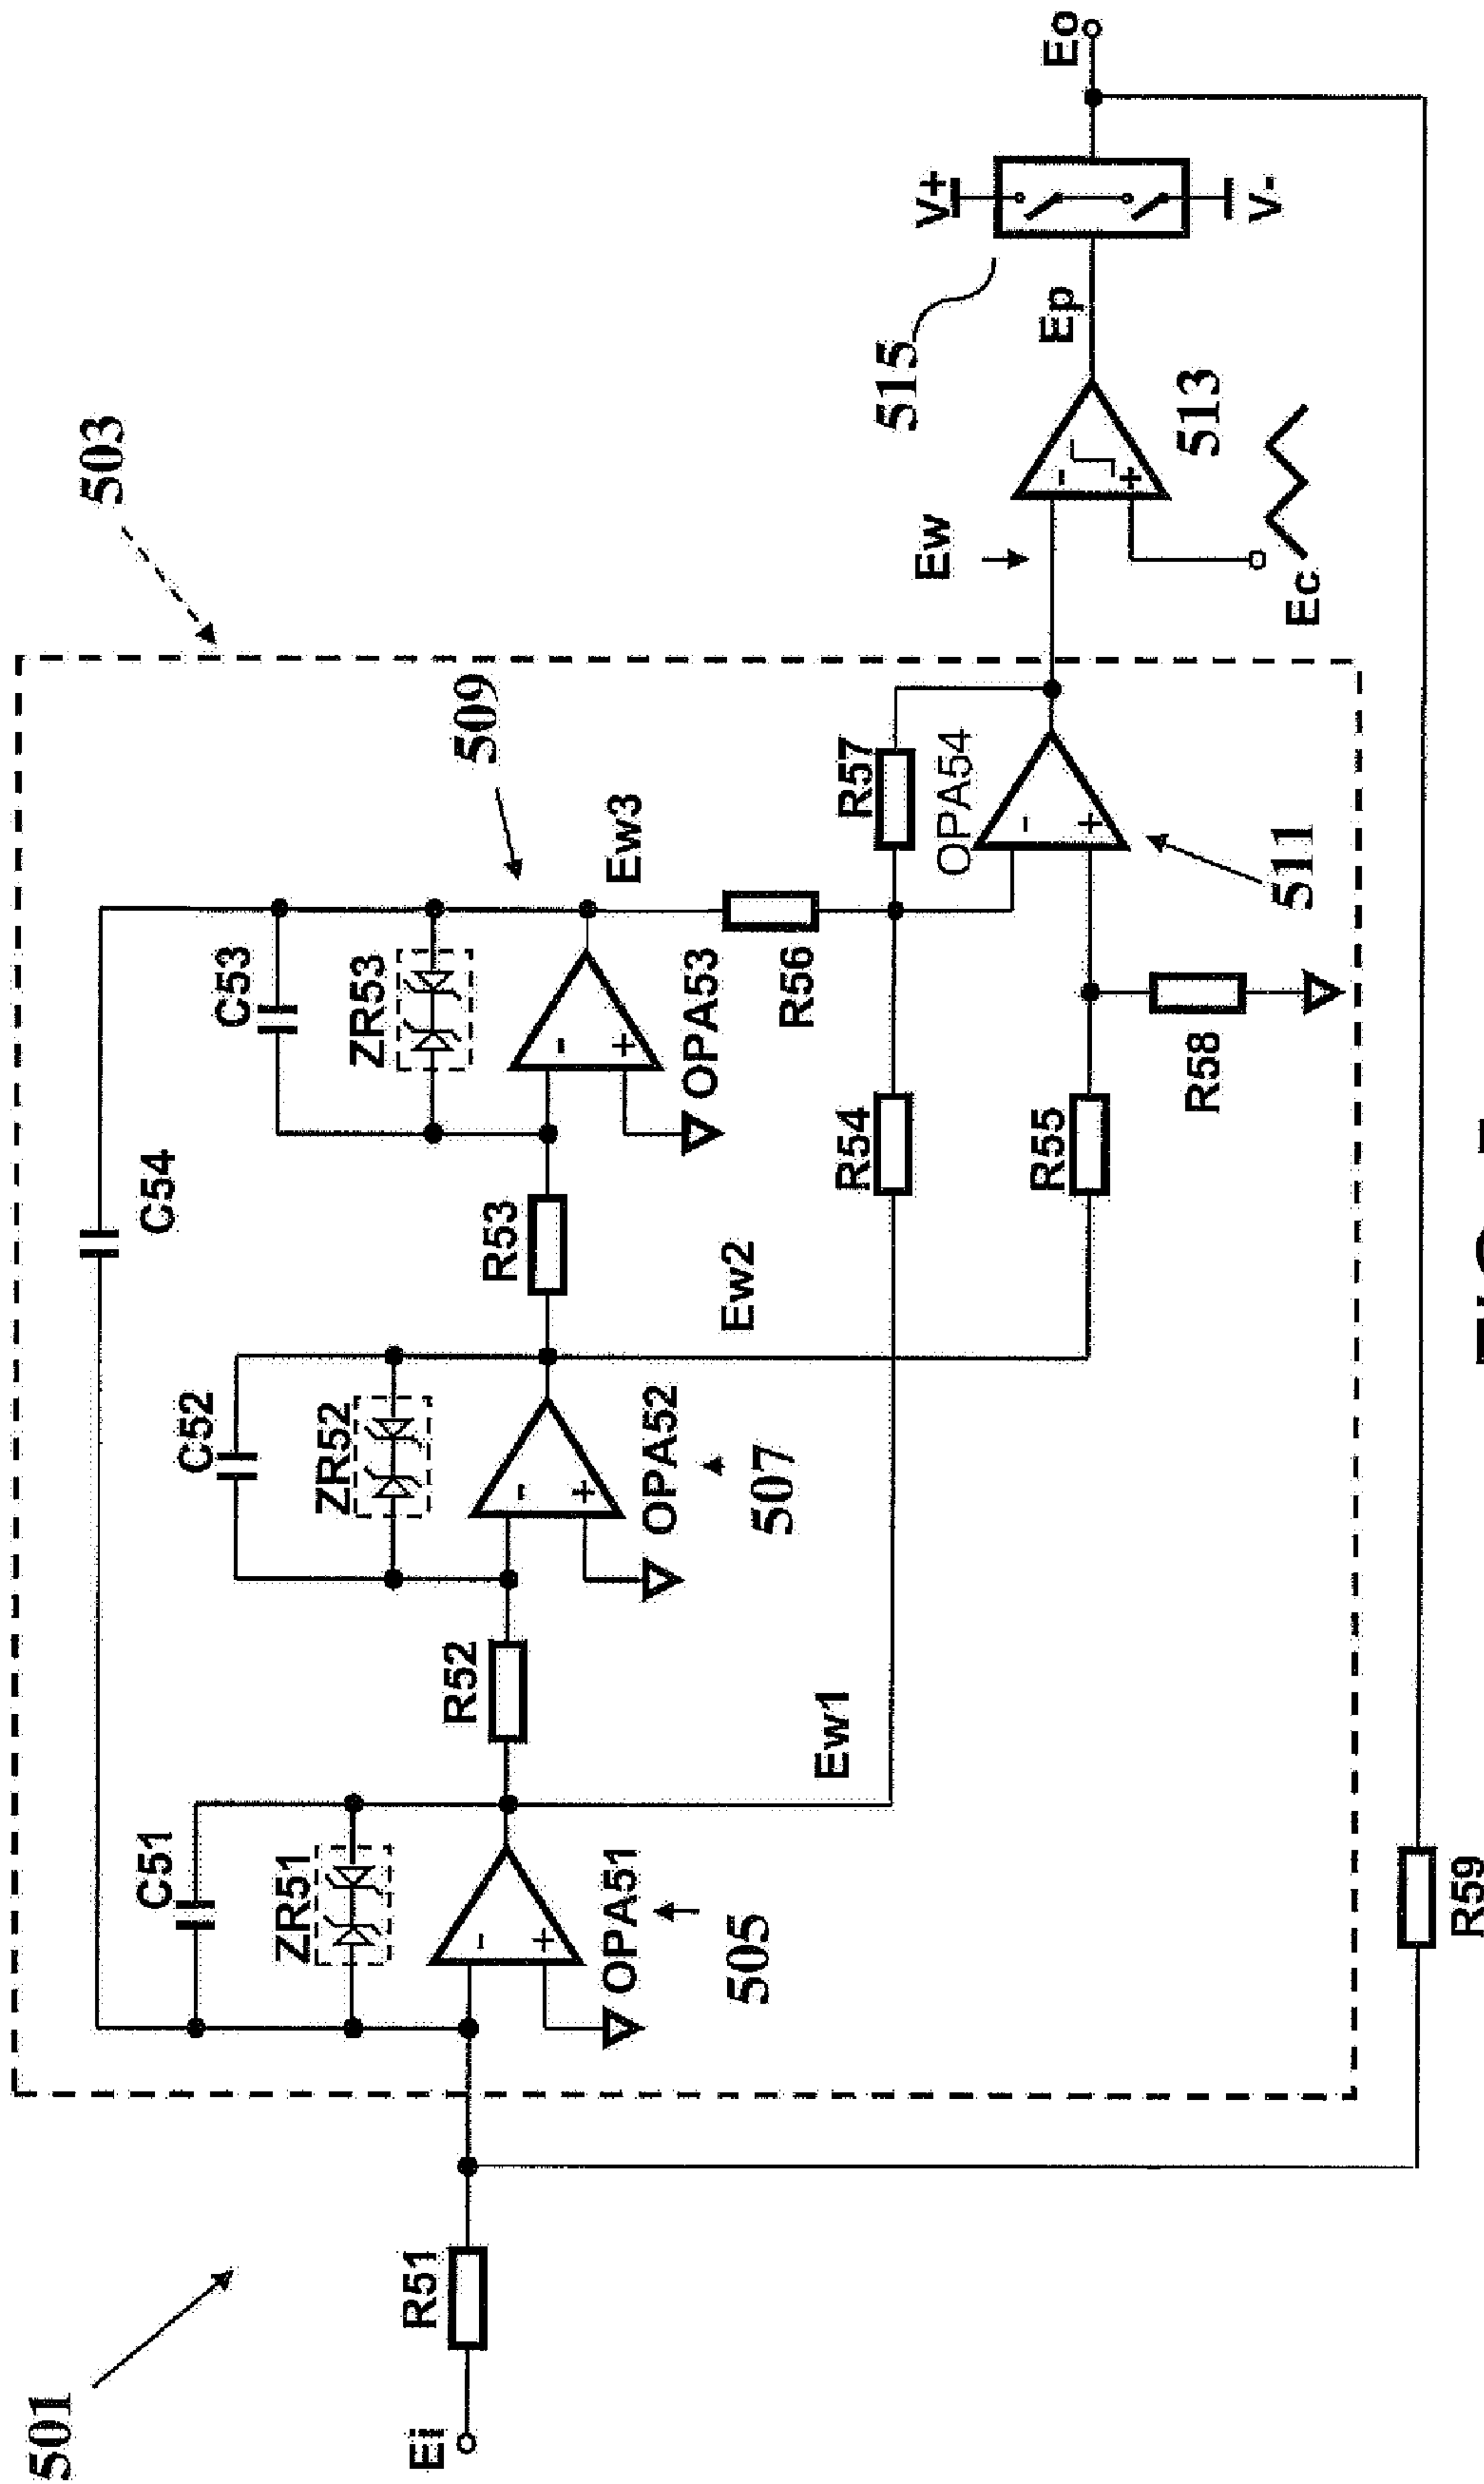 501
503
C54
C51
C52
C53
ZR51
ZR52
ZR53
509
Ei
R51
R52
R53
-
+
-
+
-
+
OPA51
OPA52
OPA53
505
507
Ew1
Ew2
Ew3
R56
R54
R57
OPA54
-
+
R55
R58
511
Ew
-
+
Ec
513
Ep
515
V+
V-
Eo
R59